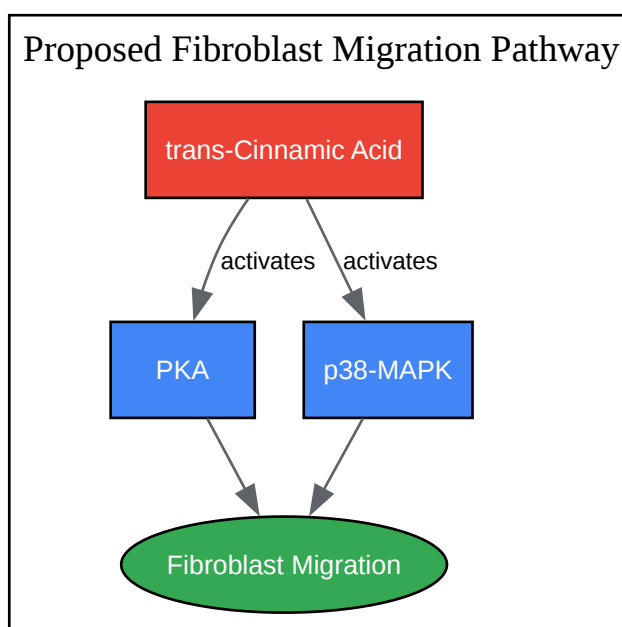 Proposed Fibroblast Migration Pathway
trans-Cinnamic Acid
activates
activates
PKA
p38-MAPK
Fibroblast Migration